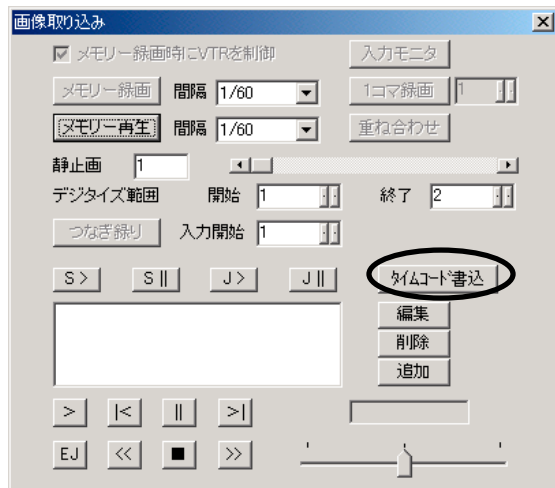 画像取り込み
メモリー録画時にVTRを制御 入力モニタ
メモリー録画 間隔 1/60 1コマ録画 1
メモリー再生 間隔 1/60 重ね合わせ
静止画 1
デジタイズ範囲 開始 1 終了 2
つなぎ録り 入力開始 1
S> S|| J> J|| ﾀｲﾑｺｰﾄﾞ書込
編集
削除
追加
> |< || >|
EJ << ■ >>